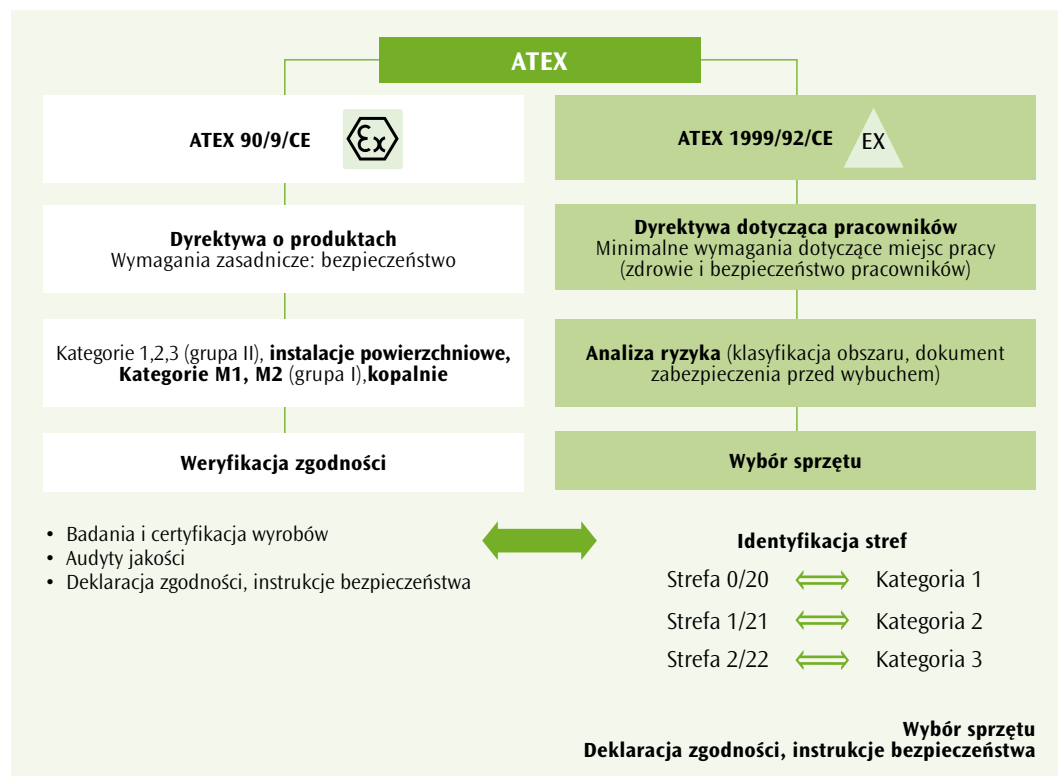 ATEX
ATEX 90/9/CE
Ex
Dyrektywa o produktach
Wymagania zasadnicze: bezpieczeństwo
Kategorie 1,2,3 (grupa II), instalacje powierzchniowe,
Kategorie M1, M2 (grupa I),kopalnie
Weryfikacja zgodności
• Badania i certyfikacja wyrobów
• Audyty jakości
• Deklaracja zgodności, instrukcje bezpieczeństwa
ATEX 1999/92/CE
EX
Dyrektywa dotycząca pracowników
Minimalne wymagania dotyczące miejsc pracy
(zdrowie i bezpieczeństwo pracowników)
Analiza ryzyka (klasyfikacja obszaru, dokument
zabezpieczenia przed wybuchem)
Wybór sprzętu
Identyfikacja stref
Strefa 0/20 Kategoria 1
Strefa 1/21 Kategoria 2
Strefa 2/22 Kategoria 3
Wybór sprzętu
Deklaracja zgodności, instrukcje bezpieczeństwa